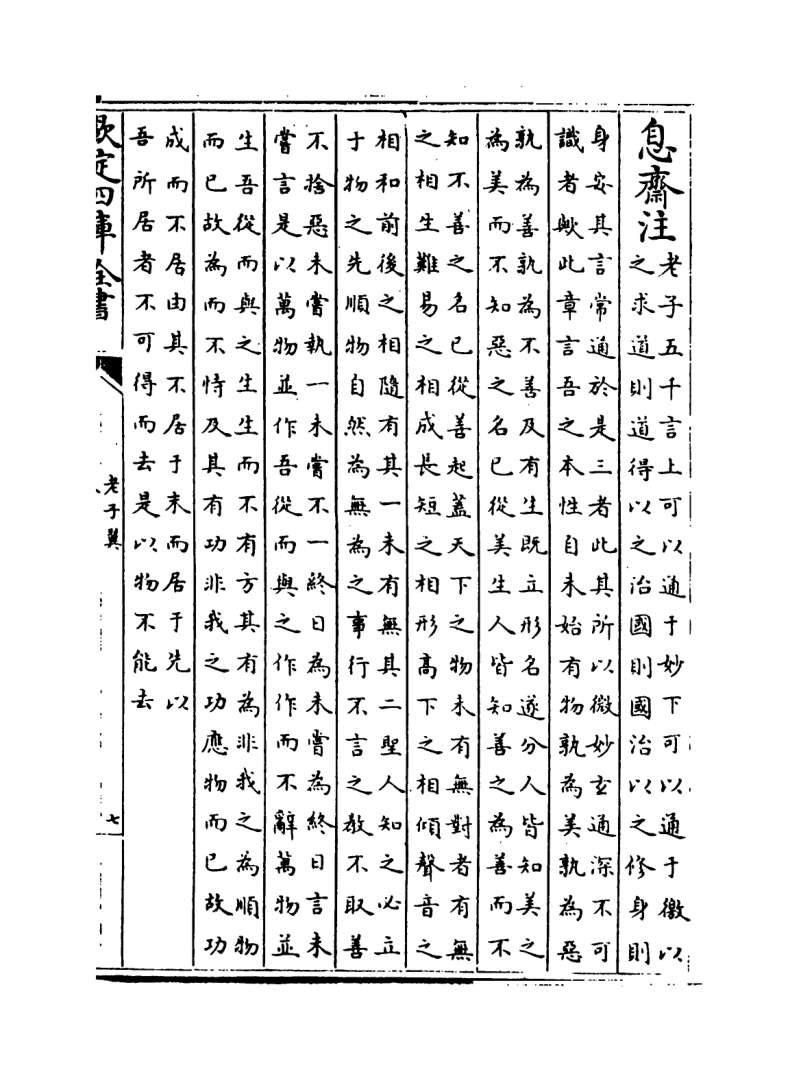 息齋注
老子五千言上可以通于妙下可以通于徼以
之求道則道得以之治國則國治以之修身則
身安其言常通於是三者此其所以微妙玄通深不可
識者歟此章言吾之本性自未始有物孰為美孰為惡
孰為善孰為不善及有生既立形名遂分人皆知美之
為美而不知惡之名已從美生人皆知善之為善而不
知不善之名已從善起蓋天下之物未有無對者有無
之相生難易之相成長短之相形高下之相傾聲音之
相和前後之相隨有其一未有無其二聖人知之必立
于物之先順物自然為無為之事行不言之教不取善
不捨惡未嘗執一未嘗不一終日為未嘗為終日言未
嘗言是以萬物並作吾從而與之作作而不辭萬物並
生吾從而與之生生而不有方其有為非我之為順物
而已故為而不恃及其有功非我之功應物而已故功
成而不居由其不居于末而居于先以
吾所居者不可得而去是以物不能去
欽定四庫全書
老子翼
七